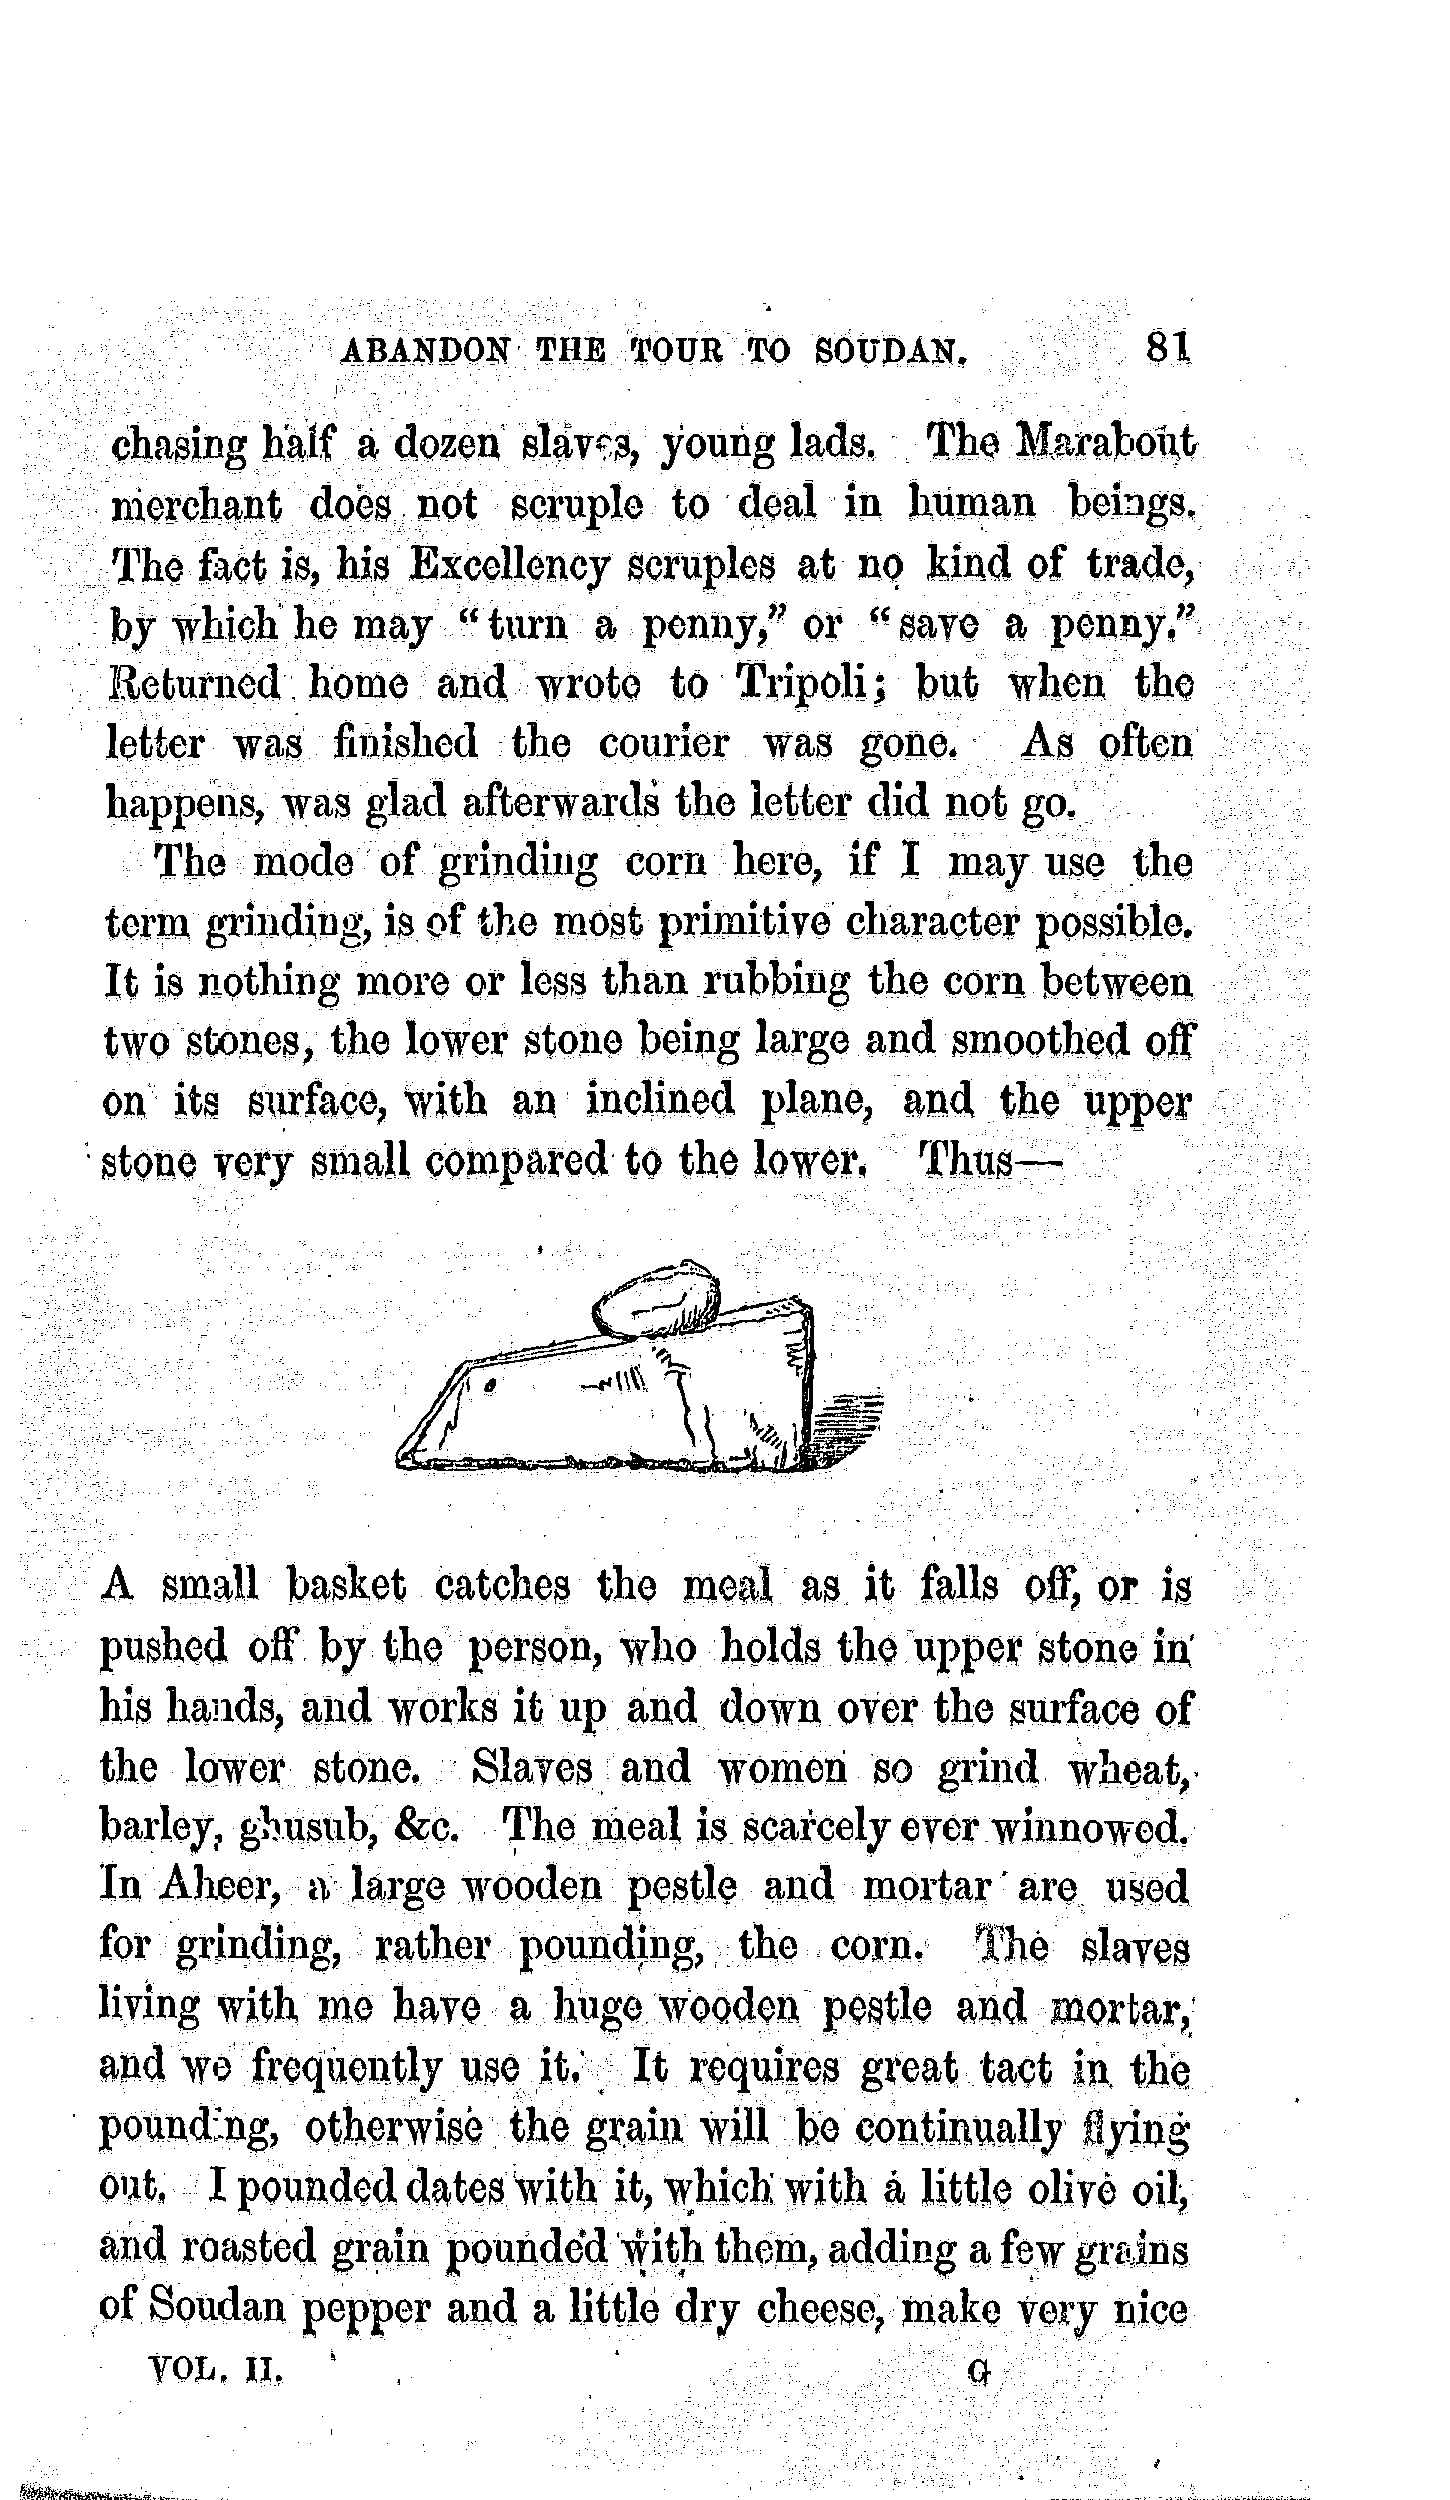 ABANDON THE TOUR TO SOUDAN. 81
chasing half a dozen slaves, young lads. The Marabout
merchant does not scruple to deal in human beings.
The fact is, his Excellency scruples at no kind of trade,
by which he may "turn a penny," or "save a penny."
Returned home and wrote to Tripoli; but when the
letter was finished the courier was gone. As often
happens, was glad afterwards the letter did not go.
The mode of grinding corn here, if I may use the
term grinding, is of the most primitive character possible.
It is nothing more or less than rubbing the corn between
two stones, the lower stone being large and smoothed off
on its surface, with an inclined plane, and the upper
stone very small compared to the lower. Thus—
A small basket catches the meal as it falls off, or is
pushed off by the person, who holds the upper stone in
his hands, and works it up and down over the surface of
the lower stone. Slaves and women so grind wheat,
barley, ghusub, &c. The meal is scarcely ever winnowed.
In Aheer, a large wooden pestle and mortar are used
for grinding, rather pounding, the corn. The slaves
living with me have a huge wooden pestle and mortar,
and we frequently use it. It requires great tact in the
pounding, otherwise the grain will be continually flying
out. I pounded dates with it, which with a little olive oil,
and roasted grain pounded with them, adding a few grains
of Soudan pepper and a little dry cheese, make very nice
VOL. II. G